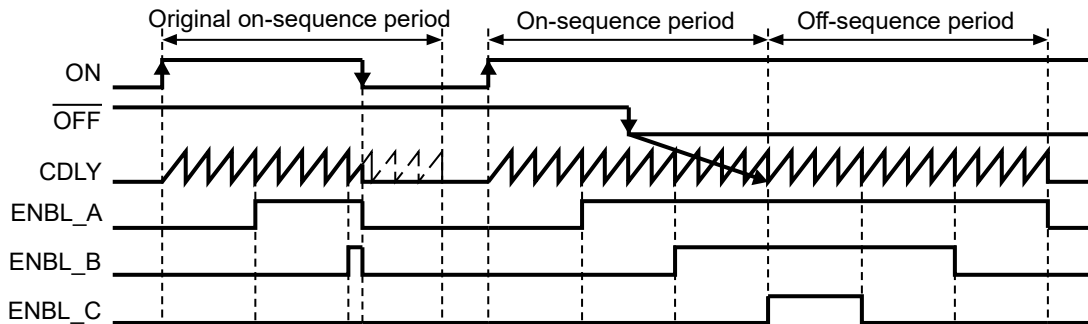 Original on-sequence period On-sequence period Off-sequence period
ON
OFF
CDLY
ENBL_A
ENBL_B
ENBL_C